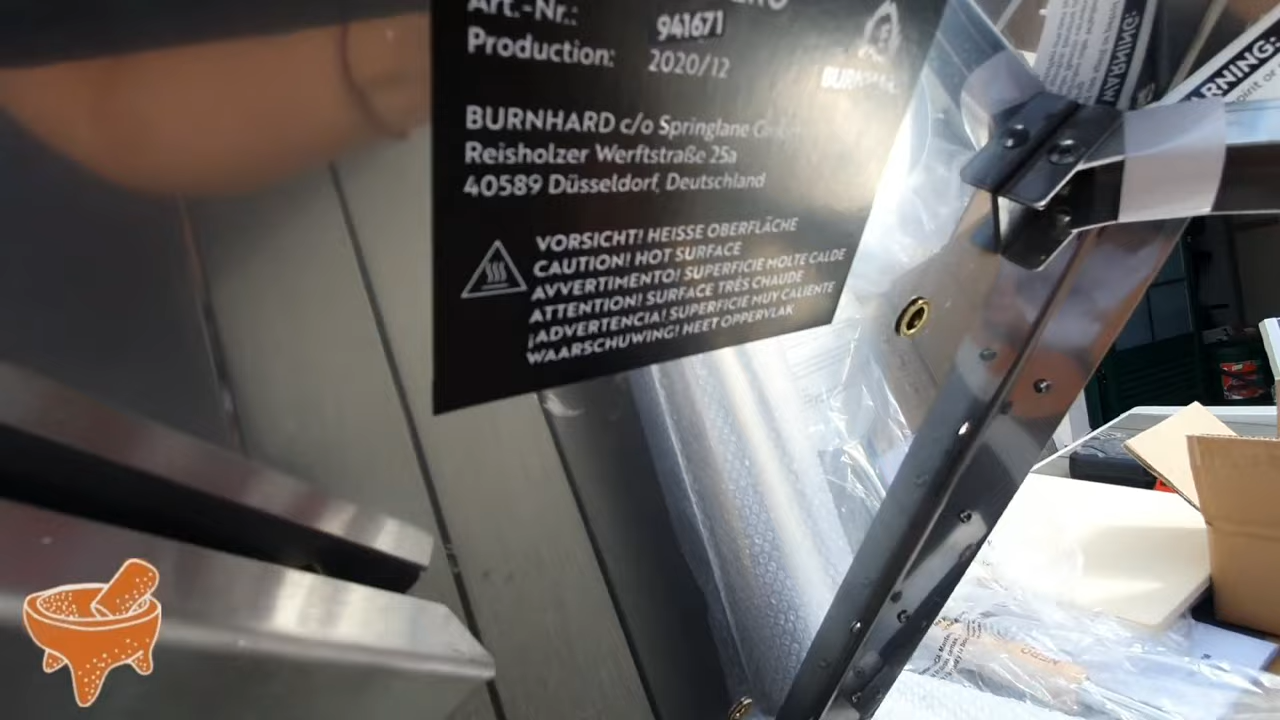 Art.-Nr.: 941671
Production: 2020/12
BURNHARD c/o Springlane
Reisholzer Werftstraße 25a
40589 Düsseldorf, Deutschland
VORSICHT! HEISSE OBERFLÄCHE
CAUTION! HOT SURFACE
AVVERTIMENTO! SUPERFICIE MOLTE CALDE
ATTENTION! SURFACE TRÈS CHAUDE
¡ADVERTENCIA! SUPERFICIE MUY CALIENTE
WAARSCHUWING! HEET OPPERVLAK
WARNING: